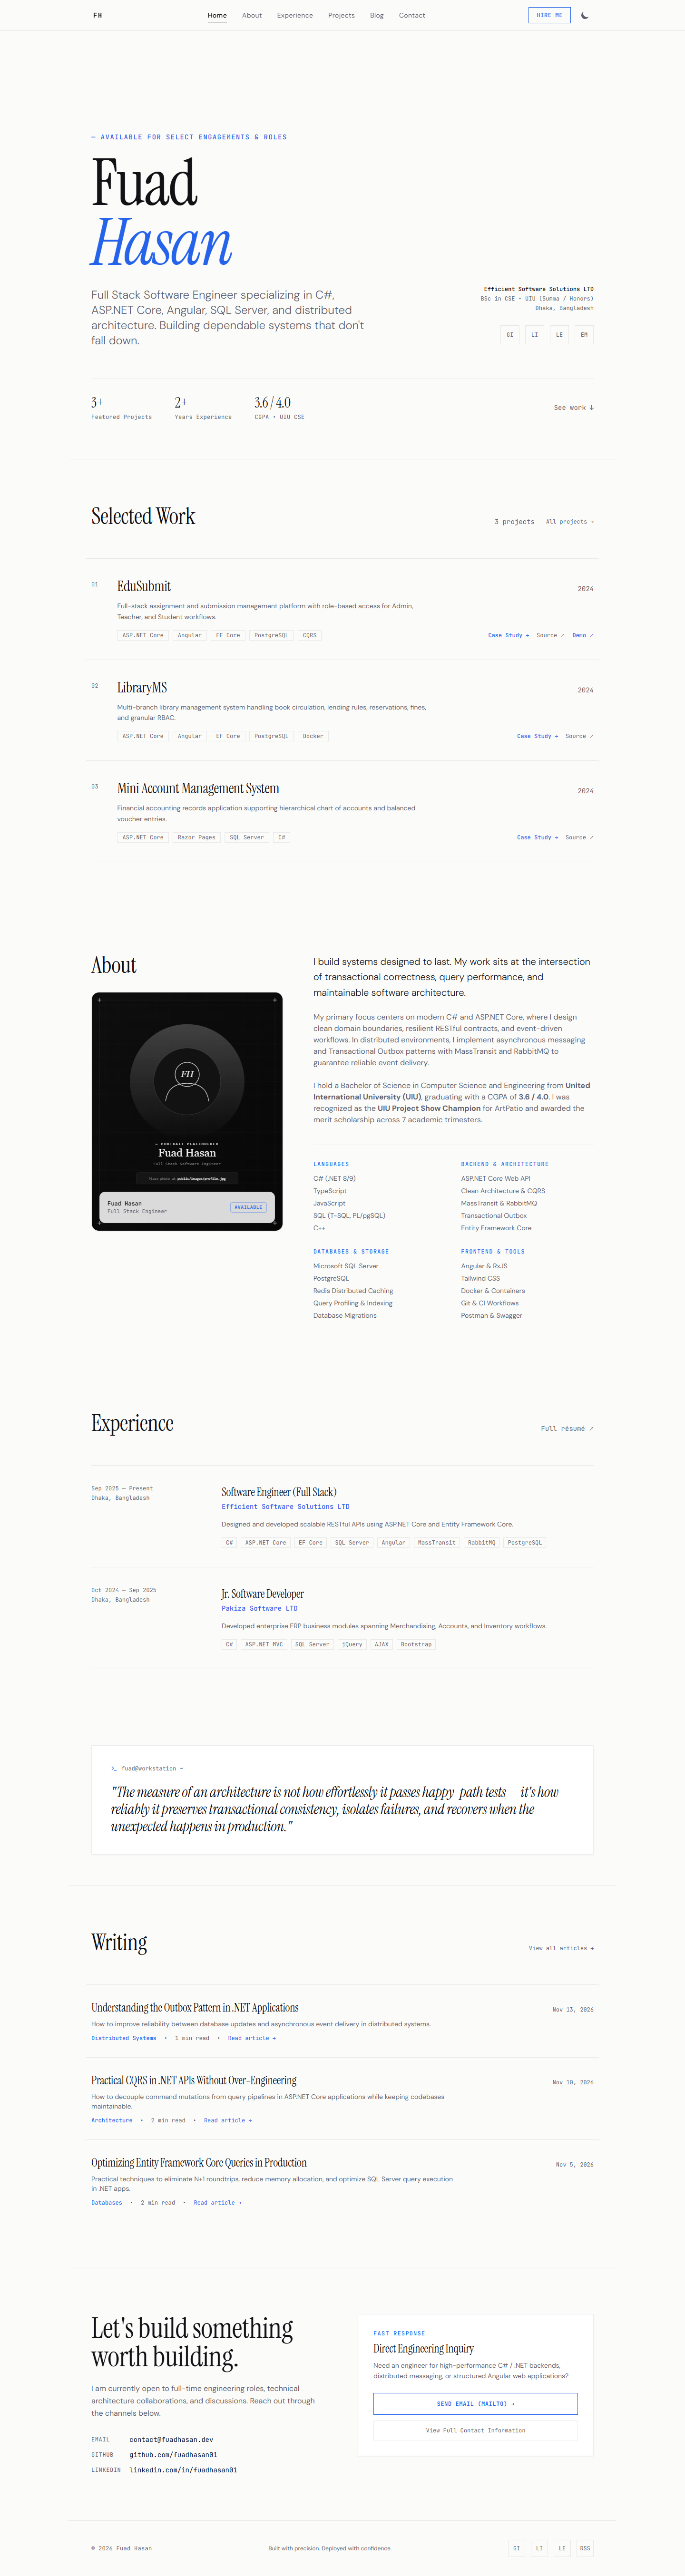 FH
Home About Experience Projects Blog Contact
HIRE ME
— AVAILABLE FOR SELECT ENGAGEMENTS & ROLES
Fuad
Hasan
Full Stack Software Engineer specializing in C#,
ASP.NET Core, Angular, SQL Server, and distributed
architecture. Building dependable systems that don't
fall down.
Efficient Software Solutions LTD
BSc in CSE • UIU (Summa / Honors)
Dhaka, Bangladesh
GI LI LE EM
3+
Featured Projects
2+
Years Experience
3.6 / 4.0
CGPA • UIU CSE
See work ↓
Selected Work
3 projects All projects →
01
EduSubmit
2024
Full-stack assignment and submission management platform with role-based access for Admin,
Teacher, and Student workflows.
ASP.NET Core Angular EF Core PostgreSQL CQRS
Case Study → Source ↗ Demo ↗
02
LibraryMS
2024
Multi-branch library management system handling book circulation, lending rules, reservations, fines,
and granular RBAC.
ASP.NET Core Angular EF Core PostgreSQL Docker
Case Study → Source ↗
03
Mini Account Management System
2024
Financial accounting records application supporting hierarchical chart of accounts and balanced
voucher entries.
ASP.NET Core Razor Pages SQL Server C#
Case Study → Source ↗
About
FH
— PORTRAIT PLACEHOLDER
Fuad Hasan
Full Stack Software Engineer
Place photo at public/images/profile.jpg
Fuad Hasan
Full Stack Engineer
AVAILABLE
I build systems designed to last. My work sits at the intersection
of transactional correctness, query performance, and
maintainable software architecture.
My primary focus centers on modern C# and ASP.NET Core, where I design
clean domain boundaries, resilient RESTful contracts, and event-driven
workflows. In distributed environments, I implement asynchronous messaging
and Transactional Outbox patterns with MassTransit and RabbitMQ to
guarantee reliable event delivery.
I hold a Bachelor of Science in Computer Science and Engineering from United
International University (UIU), graduating with a CGPA of 3.6 / 4.0. I was
recognized as the UIU Project Show Champion for ArtPatio and awarded the
merit scholarship across 7 academic trimesters.
LANGUAGES
C# (.NET 8/9)
TypeScript
JavaScript
SQL (T-SQL, PL/pgSQL)
C++
BACKEND & ARCHITECTURE
ASP.NET Core Web API
Clean Architecture & CQRS
MassTransit & RabbitMQ
Transactional Outbox
Entity Framework Core
DATABASES & STORAGE
Microsoft SQL Server
PostgreSQL
Redis Distributed Caching
Query Profiling & Indexing
Database Migrations
FRONTEND & TOOLS
Angular & RxJS
Tailwind CSS
Docker & Containers
Git & CI Workflows
Postman & Swagger
Experience
Full résumé ↗
Sep 2025 — Present
Dhaka, Bangladesh
Software Engineer (Full Stack)
Efficient Software Solutions LTD
Designed and developed scalable RESTful APIs using ASP.NET Core and Entity Framework Core.
C# ASP.NET Core EF Core SQL Server Angular MassTransit RabbitMQ PostgreSQL
Oct 2024 — Sep 2025
Dhaka, Bangladesh
Jr. Software Developer
Pakiza Software LTD
Developed enterprise ERP business modules spanning Merchandising, Accounts, and Inventory workflows.
C# ASP.NET MVC SQL Server jQuery AJAX Bootstrap
fuad@workstation ~
"The measure of an architecture is not how effortlessly it passes happy-path tests — it's how
reliably it preserves transactional consistency, isolates failures, and recovers when the
unexpected happens in production."
Writing
View all articles →
Understanding the Outbox Pattern in .NET Applications
Nov 13, 2026
How to improve reliability between database updates and asynchronous event delivery in distributed systems.
Distributed Systems • 1 min read • Read article →
Practical CQRS in .NET APIs Without Over-Engineering
Nov 10, 2026
How to decouple command mutations from query pipelines in ASP.NET Core applications while keeping codebases
maintainable.
Architecture • 2 min read • Read article →
Optimizing Entity Framework Core Queries in Production
Nov 5, 2026
Practical techniques to eliminate N+1 roundtrips, reduce memory allocation, and optimize SQL Server query execution
in .NET apps.
Databases • 2 min read • Read article →
Let's build something
worth building.
I am currently open to full-time engineering roles, technical
architecture collaborations, and discussions. Reach out through
the channels below.
EMAIL contact@fuadhasan.dev
GITHUB github.com/fuadhasan01
LINKEDIN linkedin.com/in/fuadhasan01
FAST RESPONSE
Direct Engineering Inquiry
Need an engineer for high-performance C# / .NET backends,
distributed messaging, or structured Angular web applications?
SEND EMAIL (MAILTO) →
View Full Contact Information
© 2026 Fuad Hasan
Built with precision. Deployed with confidence.
GI LI LE RSS